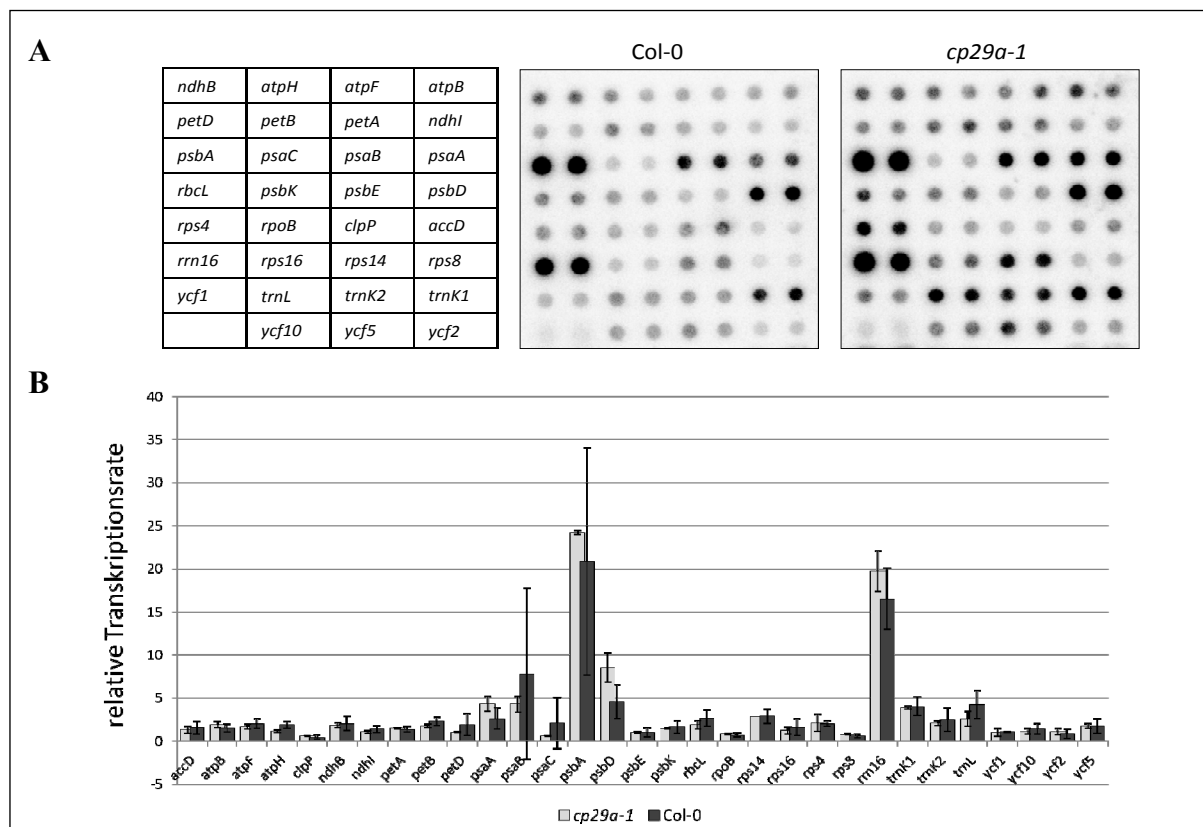 A
Col-0
cp29a-1
ndhB atpH atpF atpB
petD petB petA ndhI
psbA psaC psaB psaA
rbcL psbK psbE psbD
rps4 rpoB clpP accD
rrn16 rps16 rps14 rps8
ycf1 trnL trnK2 trnK1
ycf10 ycf5 ycf2
B
relative Transkriptionsrate
40
35
30
25
20
15
10
5
0
-5
accD atpB atpF atpH clpP ndhB ndhI petA petB petD psaA psaB psaC psbA psbD psbE psbK rbcL rpoB rps14 rps16 rps4 rps8 rrn16 trnK1 trnK2 trnL ycf1 ycf10 ycf2 ycf5
cp29a-1 Col-0